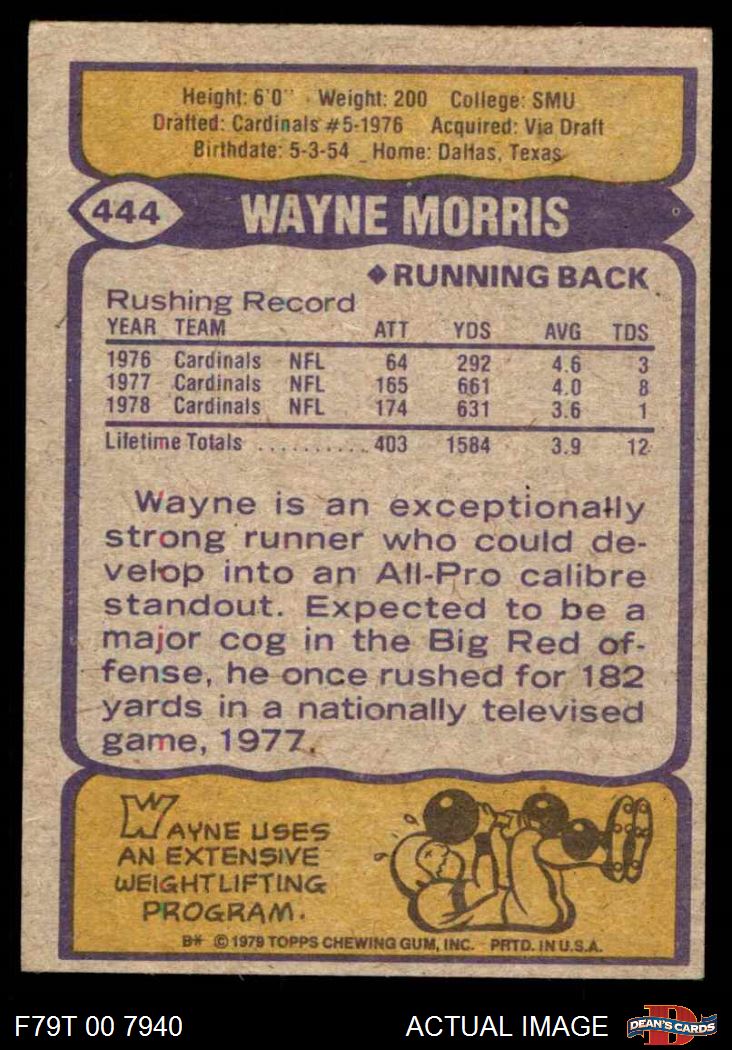 Height: 6'0" Weight: 200 College: SMU
Drafted: Cardinals #5-1976 Acquired: Via Draft
Birthdate: 5-3-54 Home: Dallas, Texas
444 WAYNE MORRIS
◆RUNNING BACK
Rushing Record
YEAR TEAM ATT YDS AVG TDS
1976 Cardinals NFL 64 292 4.6 3
1977 Cardinals NFL 165 661 4.0 8
1978 Cardinals NFL 174 631 3.6 1
Lifetime Totals .......... 403 1584 3.9 12
Wayne is an exceptionally
strong runner who could de-
velop into an All-Pro calibre
standout. Expected to be a
major cog in the Big Red of-
fense, he once rushed for 182
yards in a nationally televised
game, 1977.
WAYNE USES
AN EXTENSIVE
WEIGHTLIFTING
PROGRAM.
B* © 1979 TOPPS CHEWING GUM, INC. PRTD. IN U.S.A.
F79T 00 7940 ACTUAL IMAGE D DEAN'S CARDS